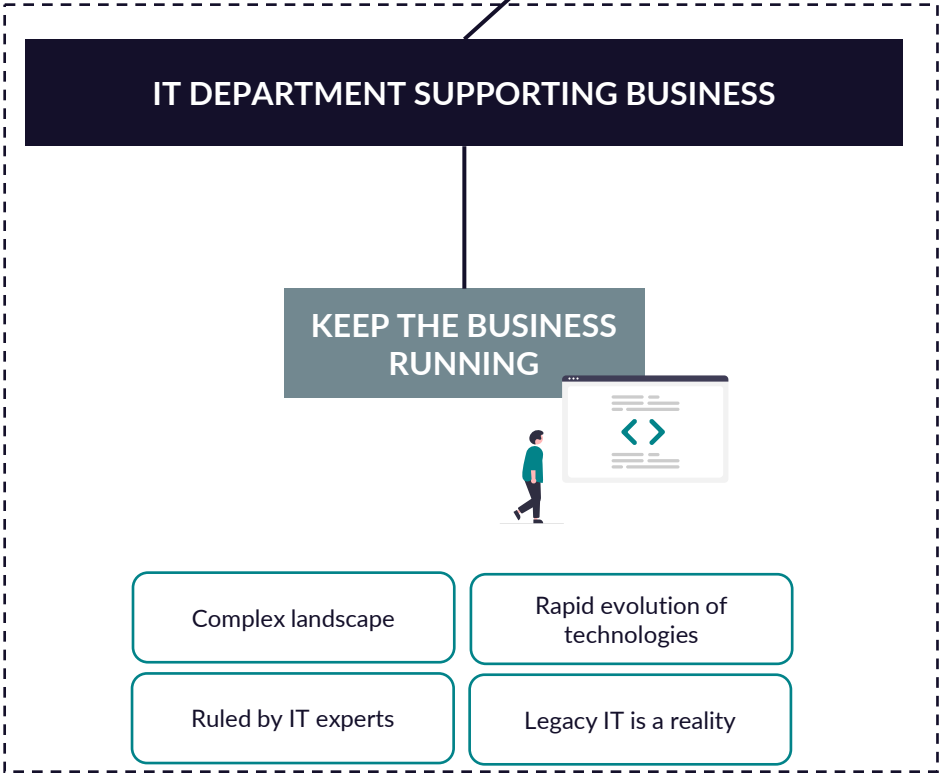 IT DEPARTMENT SUPPORTING BUSINESS
KEEP THE BUSINESS
RUNNING
Complex landscape
Rapid evolution of
technologies
Ruled by IT experts
Legacy IT is a reality